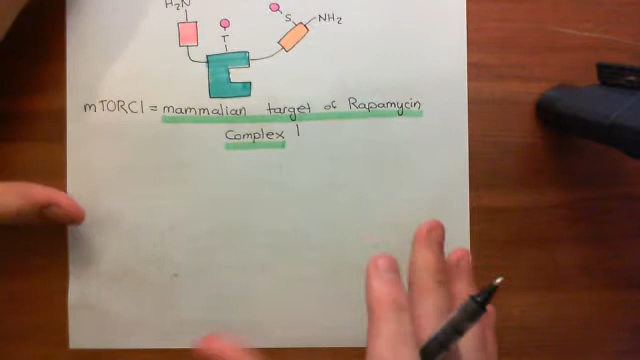 H₂N
S NH₂
T
mTORC1 = mammalian target of Rapamycin
Complex 1